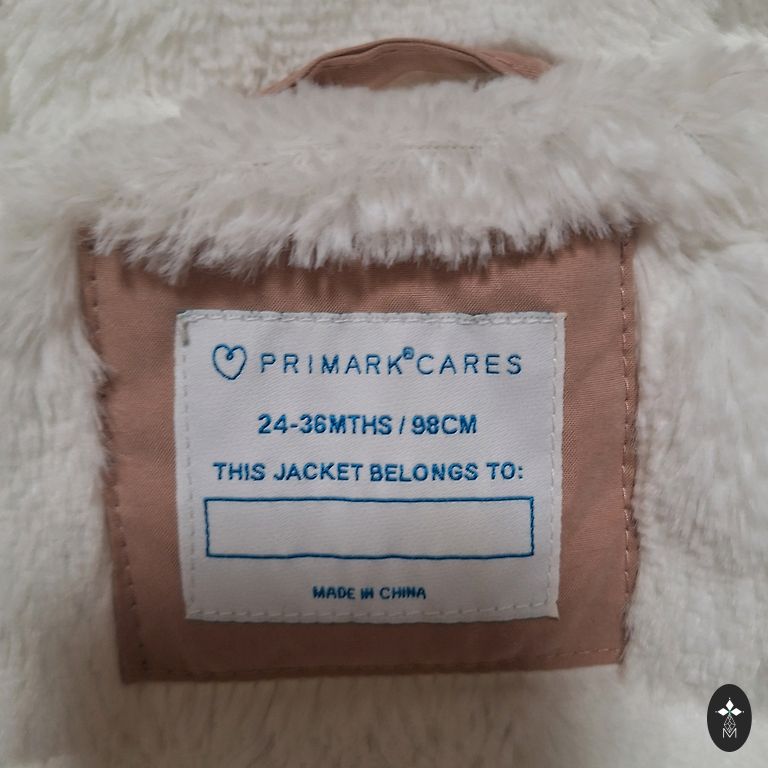 PRIMARK® CARES
24-36MTHS / 98CM
THIS JACKET BELONGS TO:
MADE IN CHINA
M